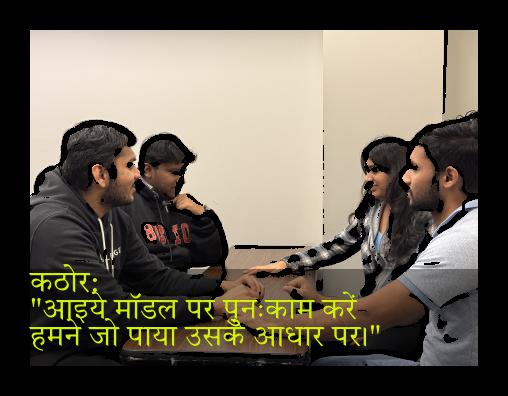 कठोर:
"आइये मॉडल पर पुनःकाम करें
हमने जो पाया उसके आधार पर।"